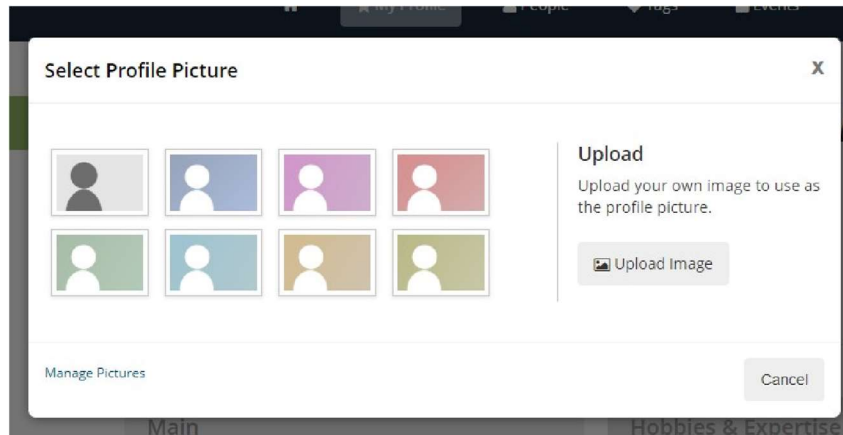 My Profile
People
Tags
Events
Select Profile Picture
X
Upload
Upload your own image to use as
the profile picture.
Upload Image
Manage Pictures
Cancel
Main
Hobbies & Expertise